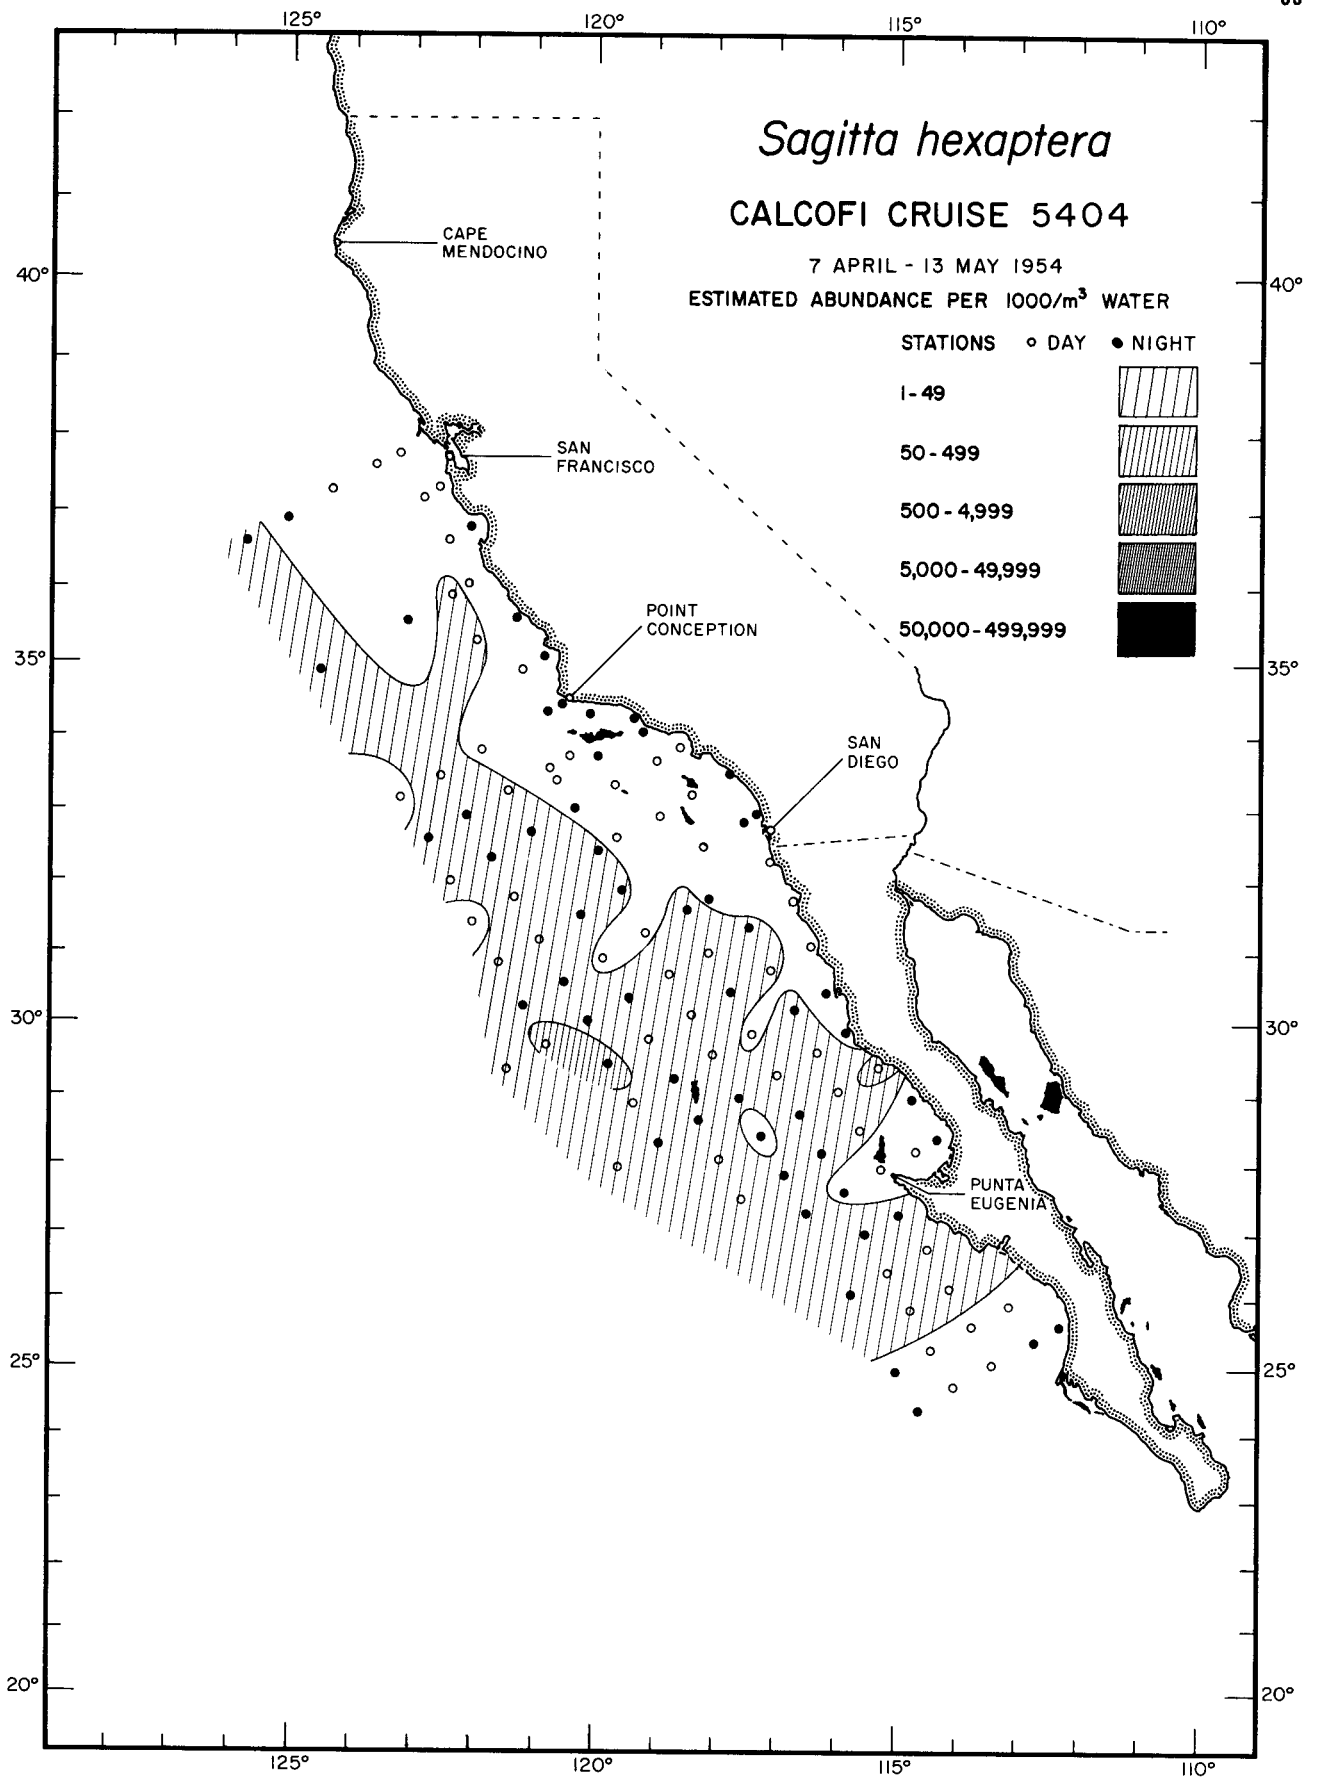 125° 120° 115° 110°
Sagitta hexaptera
CALCOFI CRUISE 5404
7 APRIL - 13 MAY 1954
ESTIMATED ABUNDANCE PER 1000/m³ WATER
STATIONS ○ DAY ● NIGHT
1-49
50-499
500-4,999
5,000-49,999
50,000-499,999
CAPE
MENDOCINO
40° 40°
SAN
FRANCISCO
POINT
CONCEPTION
35° 35°
SAN
DIEGO
30° 30°
PUNTA
EUGENIA
25° 25°
20° 20°
125° 120° 115° 110°